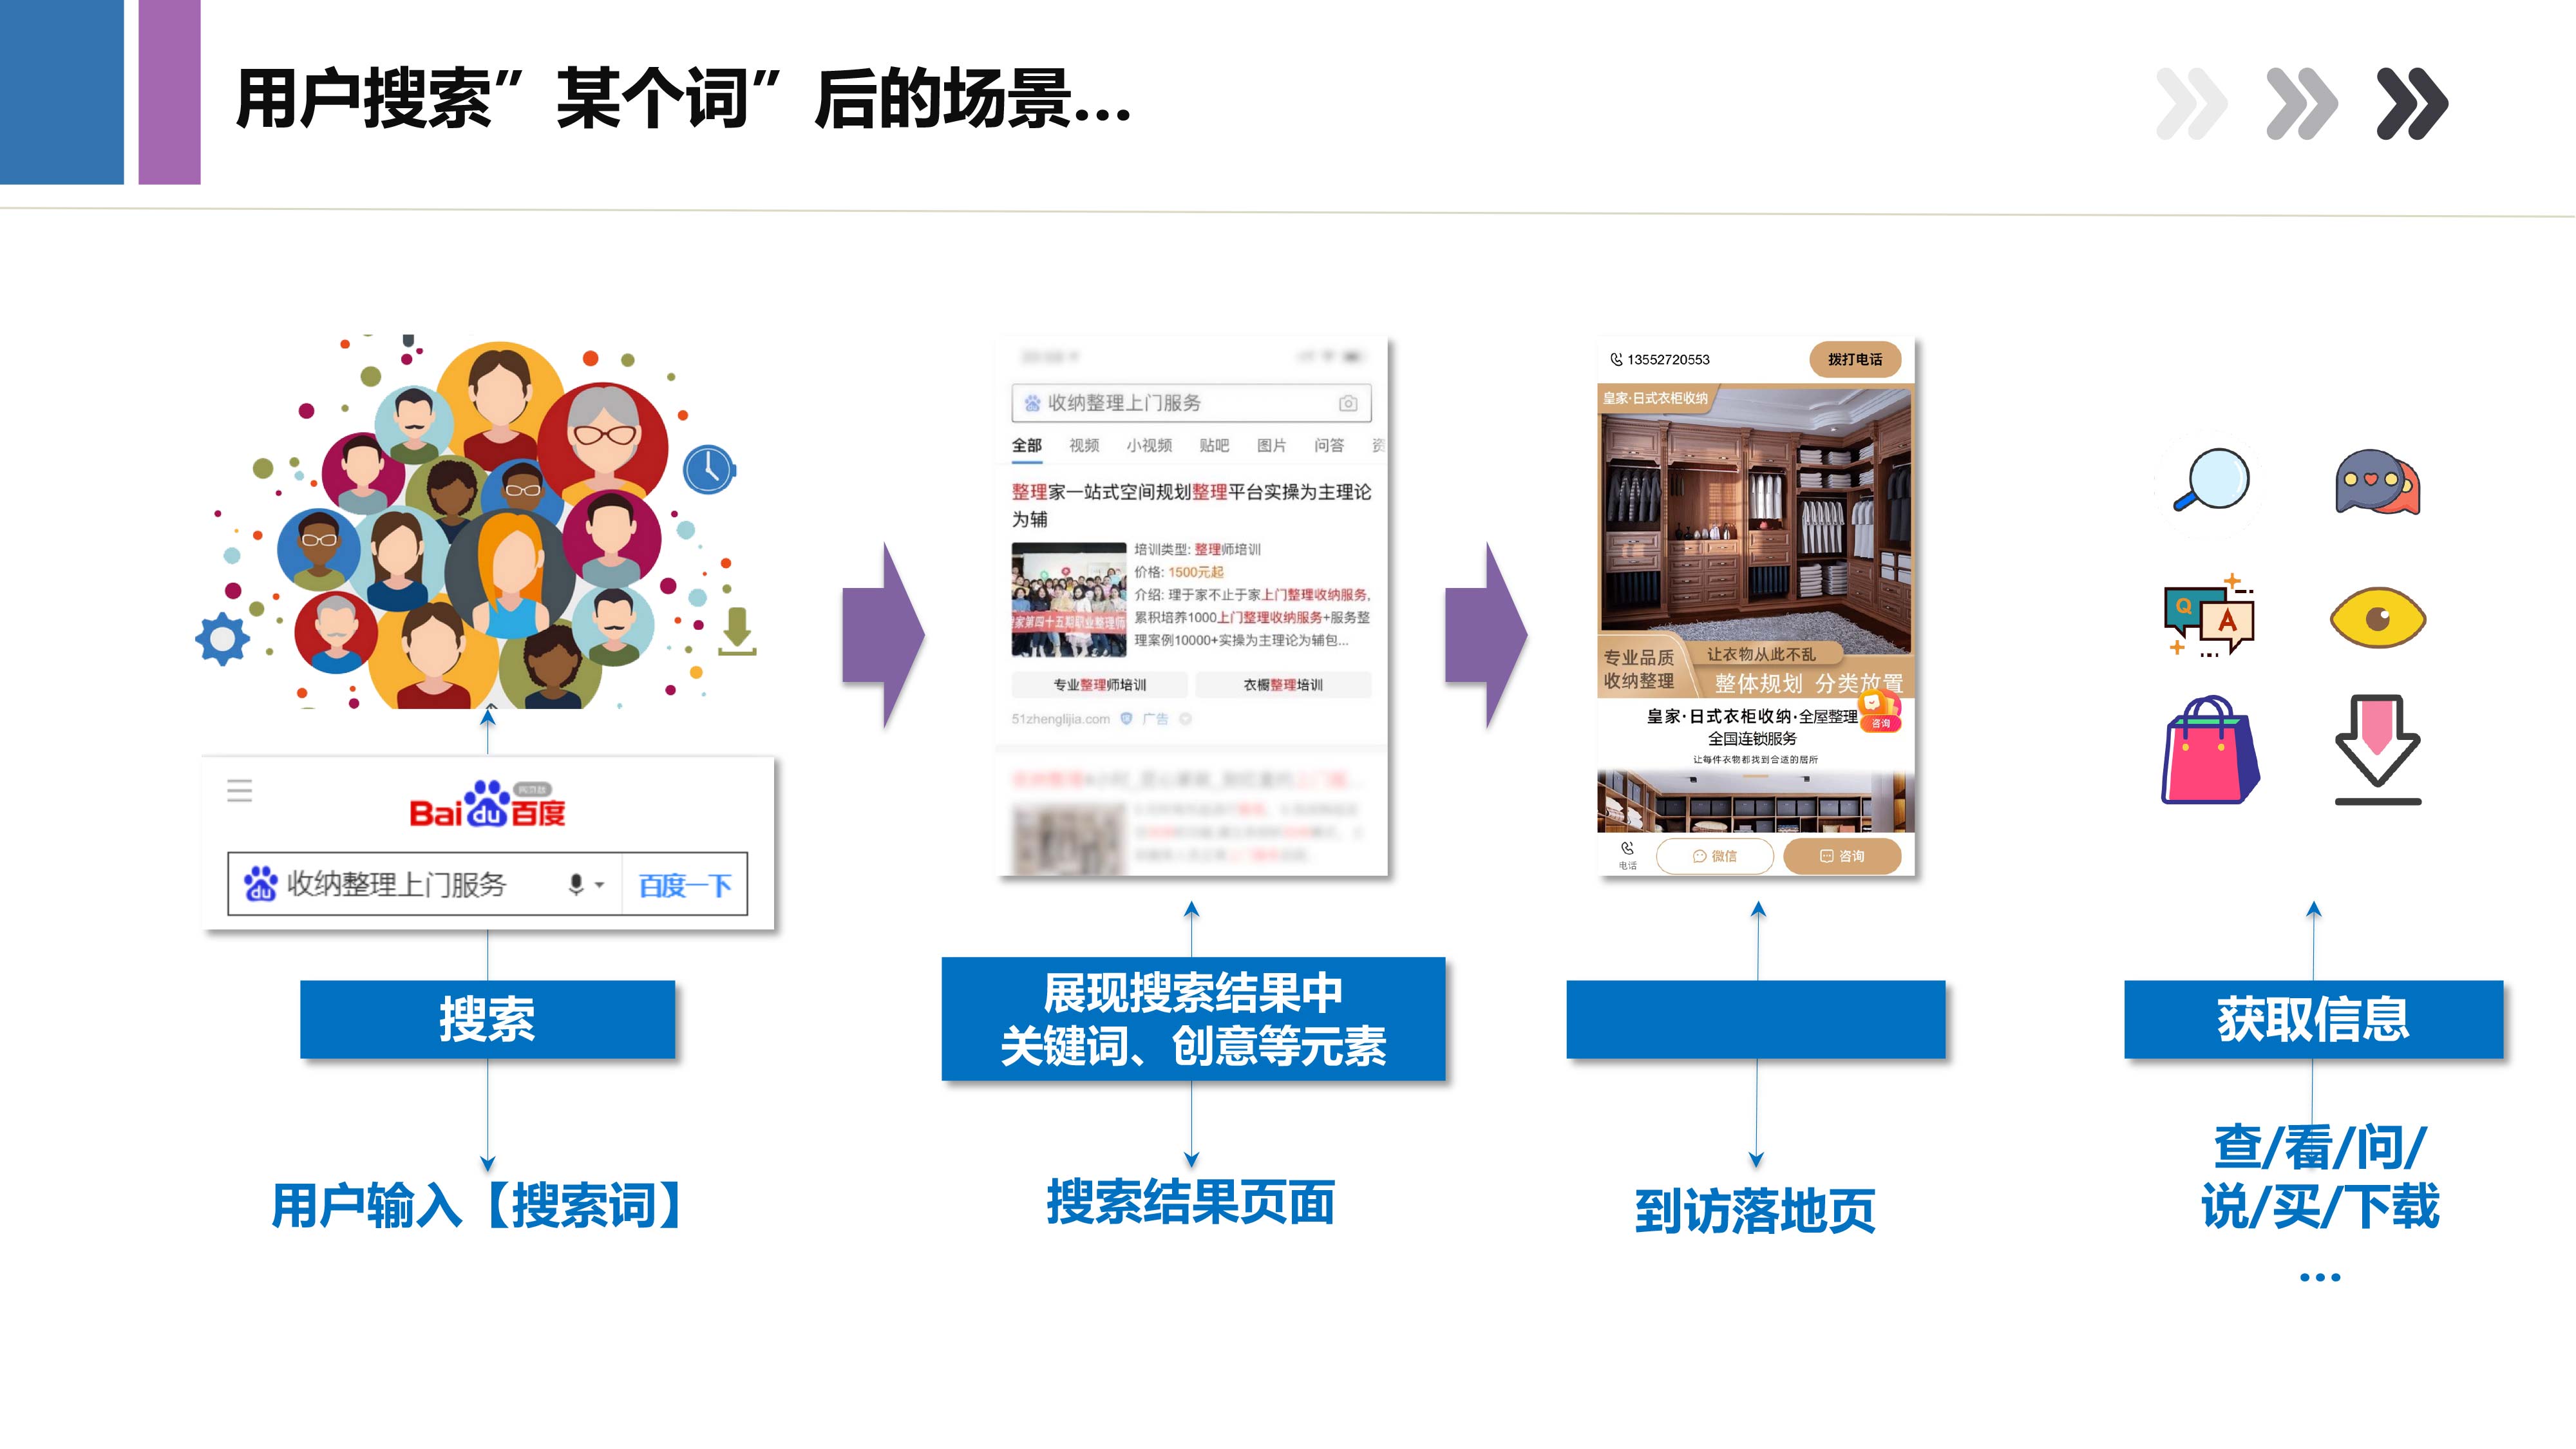 用户搜索”某个词”后的场景...
Bai du 百度
收纳整理上门服务
百度一下
搜索
用户输入【搜索词】
收纳整理上门服务
全部 视频 小视频 贴吧 图片 问答 资
整理家一站式空间规划整理平台实操为主理论
为辅
家第四十五期职业整理师
培训类型: 整理师培训
价格: 1500元起
介绍: 理于家不止于家上门整理收纳服务,
累积培养1000上门整理收纳服务+服务整
理案例10000+实操为主理论为辅包...
专业整理师培训 衣橱整理培训
51zhenglijia.com 广告
展现搜索结果中
关键词、创意等元素
搜索结果页面
13552720553 拨打电话
皇家·日式衣柜收纳
专业品质
收纳整理
让衣物从此不乱
整体规划 分类放置
皇家·日式衣柜收纳·全屋整理
咨询
全国连锁服务
让每件衣物都找到合适的居所
电话 微信 咨询
到访落地页
Q A
获取信息
查/看/问/
说/买/下载
...